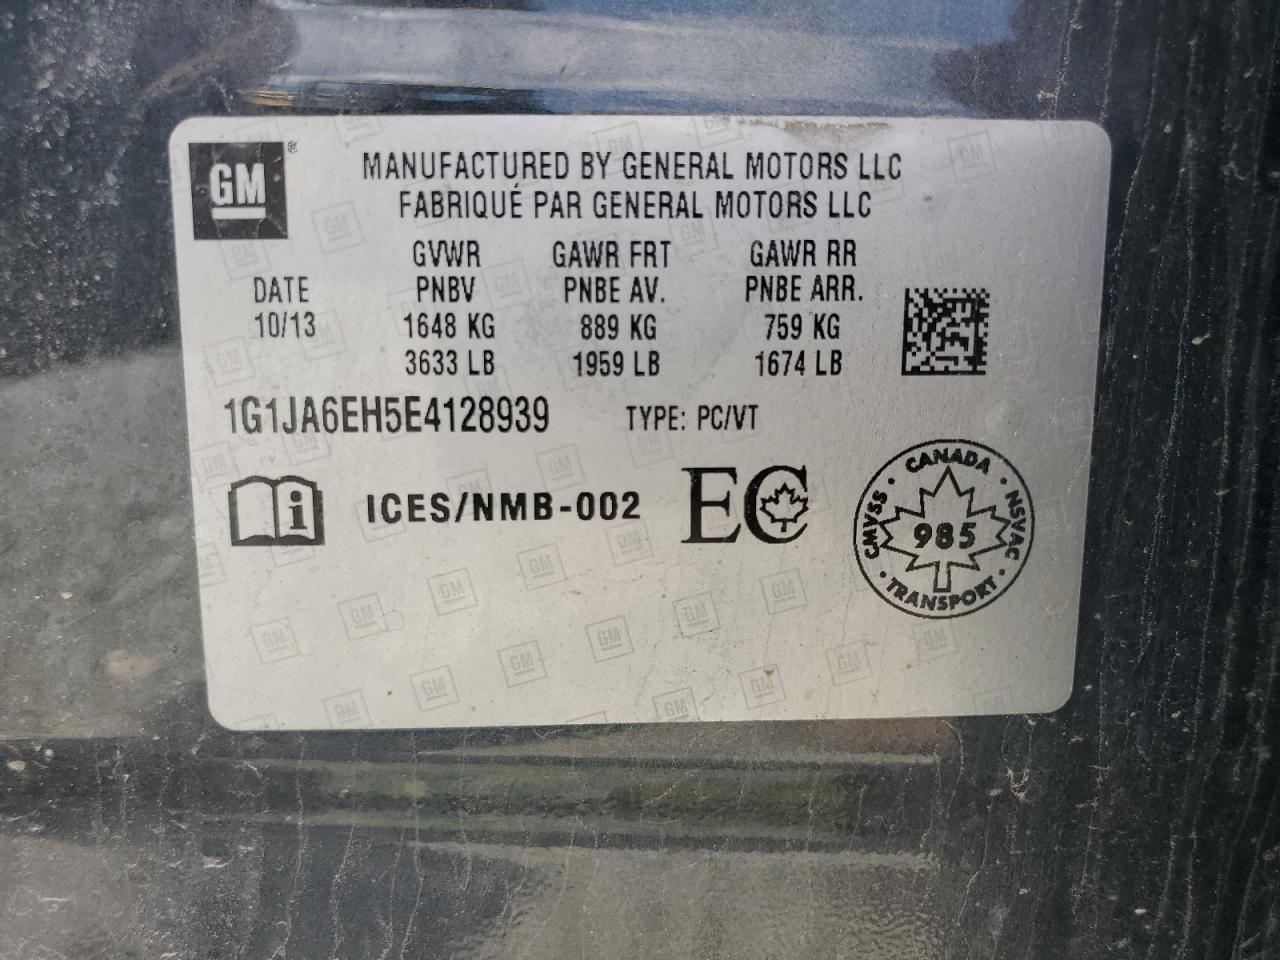 GM ®
MANUFACTURED BY GENERAL MOTORS LLC
FABRIQUÉ PAR GENERAL MOTORS LLC
GVWR GAWR FRT GAWR RR
DATE PNBV PNBE AV. PNBE ARR.
10/13 1648 KG 889 KG 759 KG
3633 LB 1959 LB 1674 LB
1G1JA6EH5E4128939 TYPE: PC/VT
i ICES/NMB-002 EC
CANADA
CMVSS 985 NSVAC
TRANSPORT